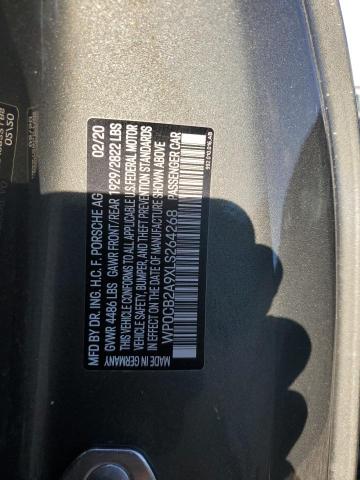 MFD BY DR. ING. H.C. F. PORSCHE AG 02/20
GVWR 4486 LBS GAWR FRONT/REAR 1929/2822 LBS
THIS VEHICLE CONFORMS TO ALL APPLICABLE U.S. FEDERAL MOTOR
VEHICLE SAFETY, BUMPER, AND THEFT PREVENTION STANDARDS
IN EFFECT ON THE DATE OF MANUFACTURE SHOWN ABOVE
WP0CB2A9XLS264268 PASSENGER CAR
MADE IN GERMANY